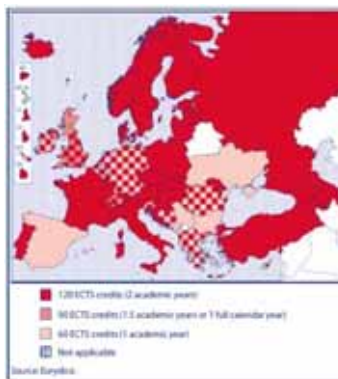 120 ECTS credits (2 academic years)
90 ECTS credits (1.5 academic years or 1 full calendar year)
60 ECTS credits (1 academic year)
Not applicable
Source: Eurydice.